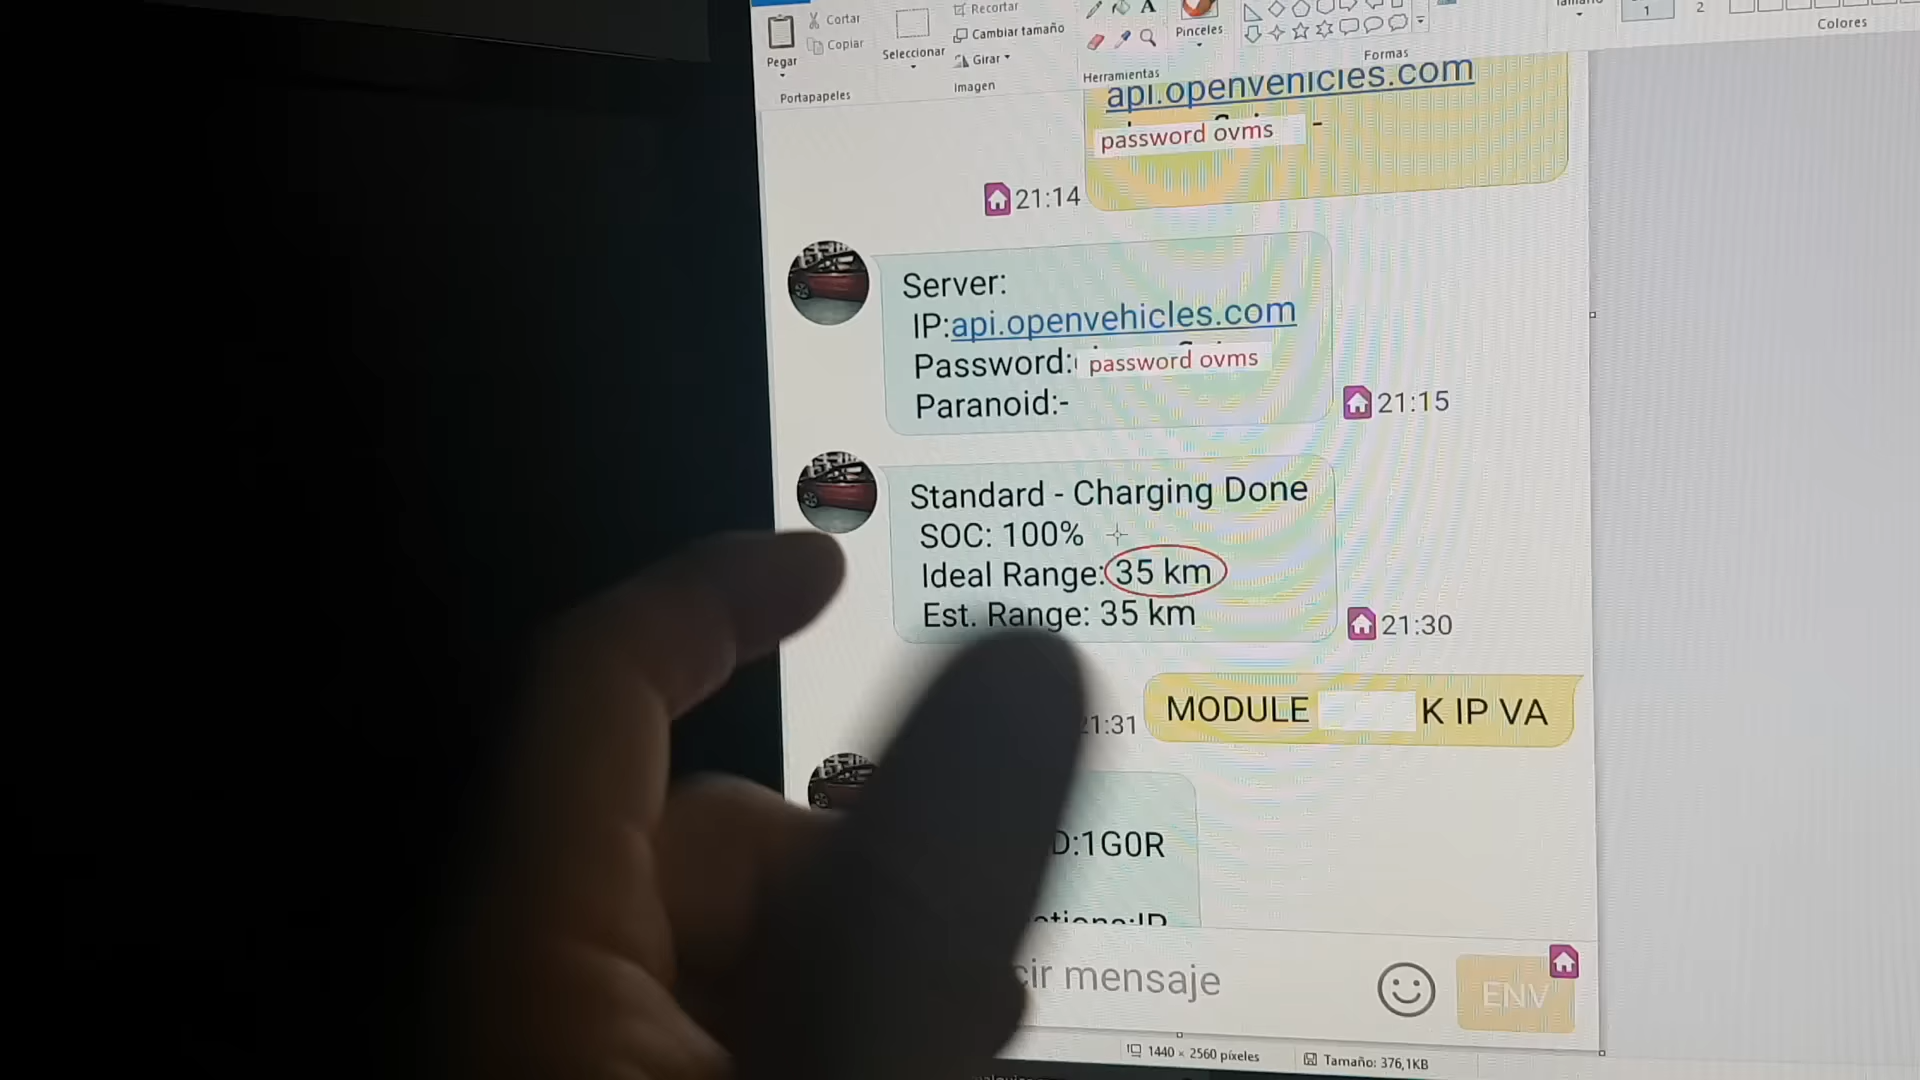 Pegar
Cortar
Copiar
Portapapeles
Seleccionar
Recortar
Cambiar tamaño
Girar
Imagen
Herramientas
Pinceles
Formas
1
2
Colores
api.openvehicles.com
password ovms
21:14
Server:
IP:api.openvehicles.com
Password: password ovms
Paranoid:-
21:15
Standard - Charging Done
SOC: 100%
Ideal Range: 35 km
Est. Range: 35 km
21:30
MODULE K IP VA
1:31
D:1G0R
cir mensaje
ENV
1440 × 2560 píxeles
Tamaño: 376,1KB